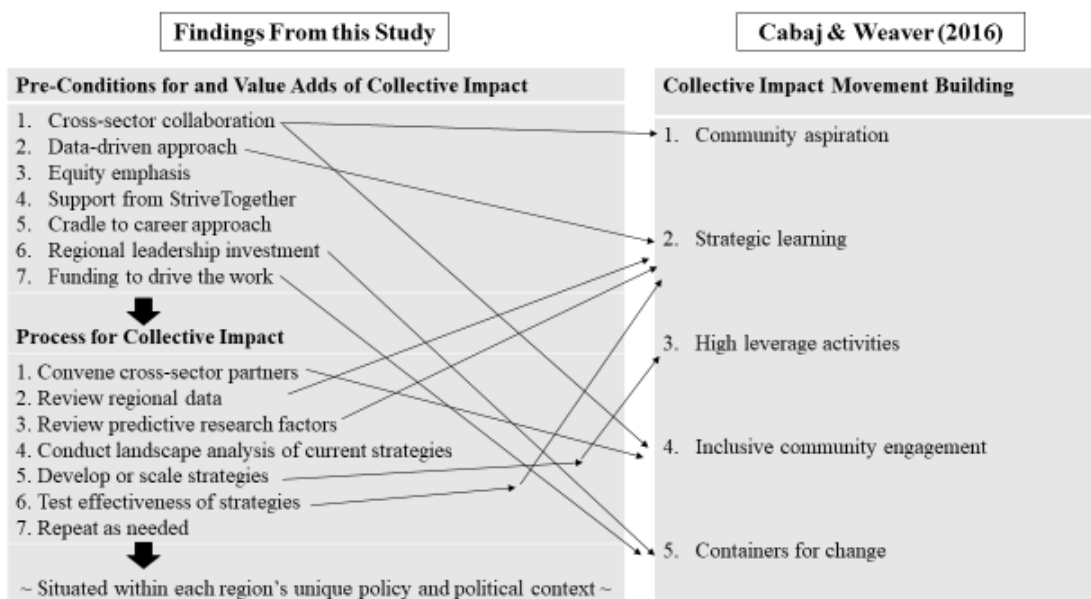 Findings From this Study
Cabaj & Weaver (2016)
Pre-Conditions for and Value Adds of Collective Impact
1. Cross-sector collaboration
2. Data-driven approach
3. Equity emphasis
4. Support from StriveTogether
5. Cradle to career approach
6. Regional leadership investment
7. Funding to drive the work
Process for Collective Impact
1. Convene cross-sector partners
2. Review regional data
3. Review predictive research factors
4. Conduct landscape analysis of current strategies
5. Develop or scale strategies
6. Test effectiveness of strategies
7. Repeat as needed
~ Situated within each region's unique policy and political context ~
Collective Impact Movement Building
1. Community aspiration
2. Strategic learning
3. High leverage activities
4. Inclusive community engagement
5. Containers for change